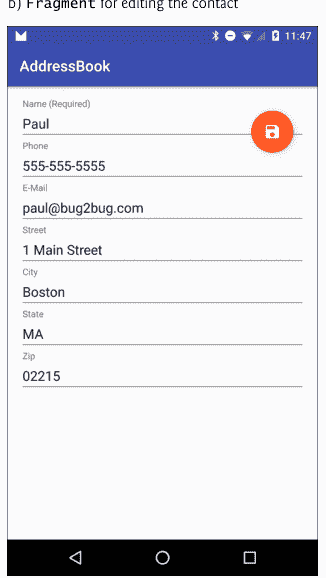 b) Fragment for editing the contact
11:47
AddressBook
Name (Required)
Paul
Phone
555-555-5555
E-Mail
paul@bug2bug.com
Street
1 Main Street
City
Boston
State
MA
Zip
02215